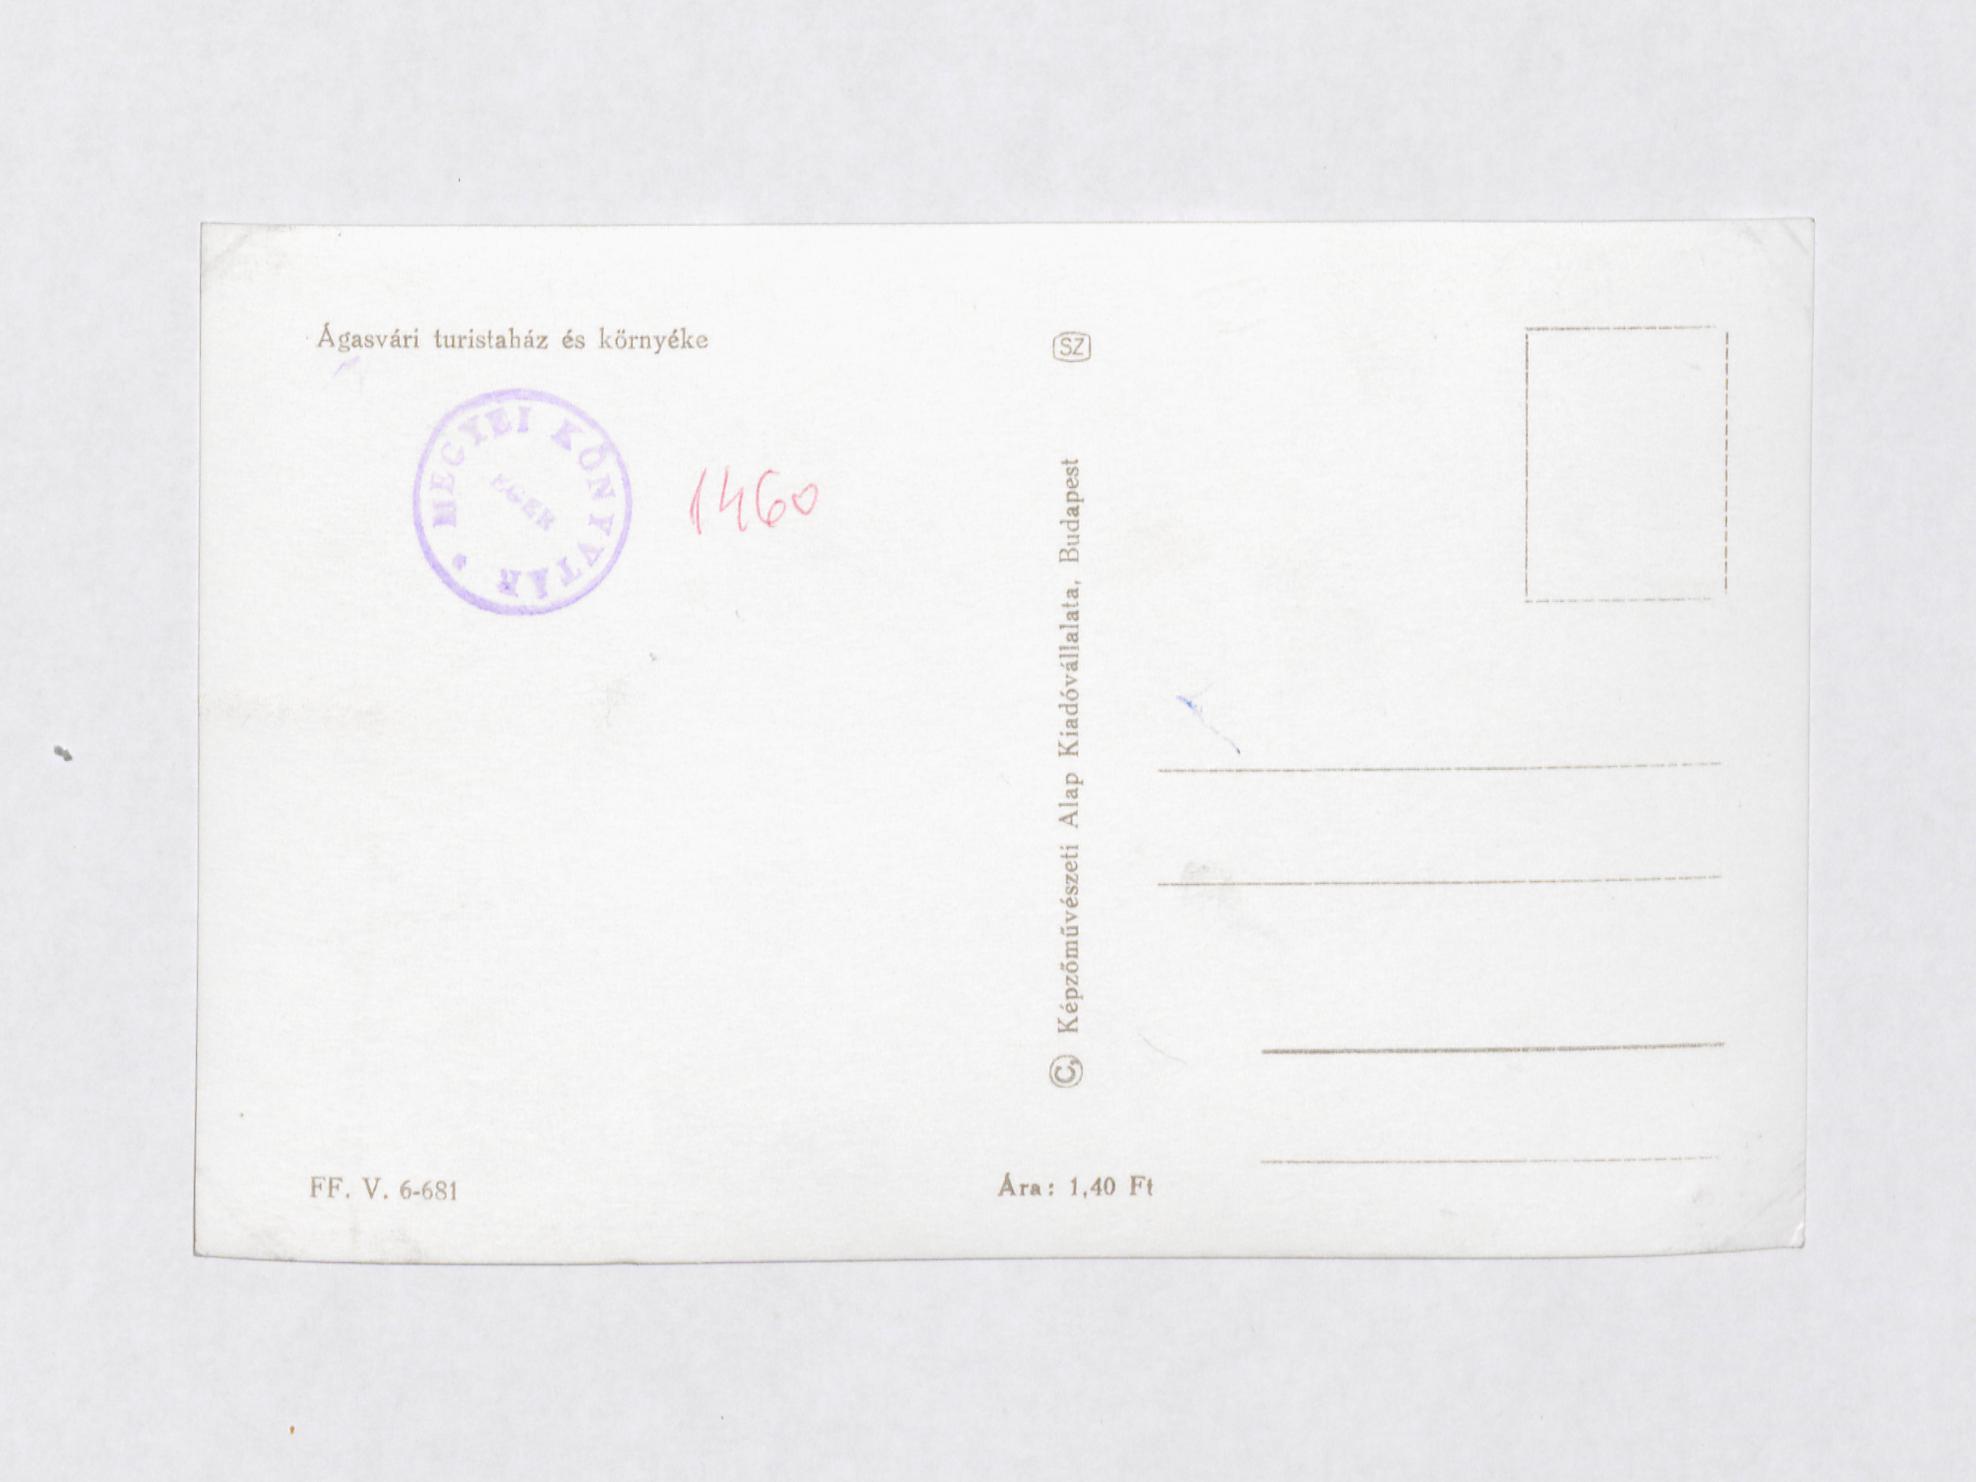 Ágasvári turistaház és környéke
MEGYEI KÖNYVTÁR
EGER
1460
FF. V. 6-681
SZ
© Képzőművészeti Alap Kiadóvállalata, Budapest
Ára: 1,40 Ft